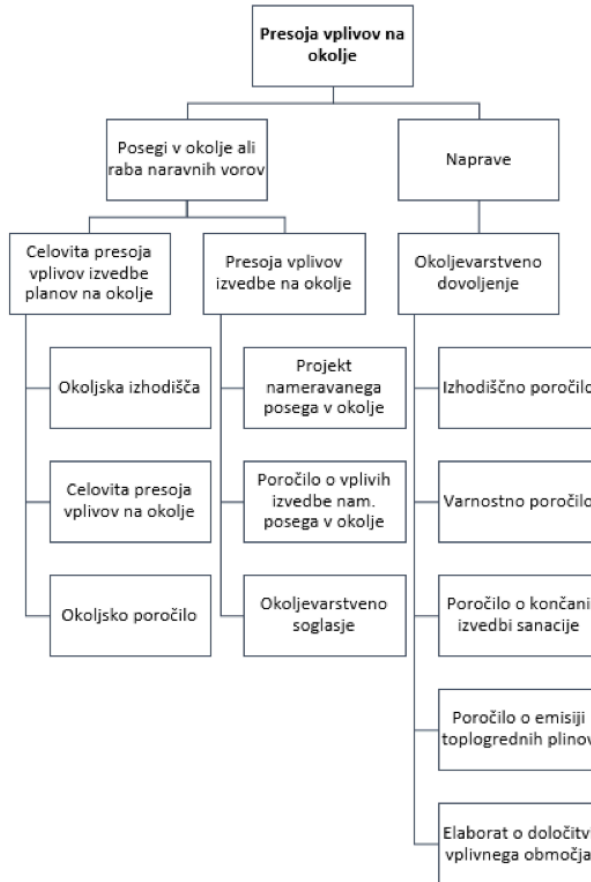 Presoja vplivov na
okolje
Posegi v okolje ali
raba naravnih vorov
Naprave
Celovita presoja
vplivov izvedbe
planov na okolje
Presoja vplivov
izvedbe na okolje
Okoljevarstveno
dovoljenje
Okoljska izhodišča
Celovita presoja
vplivov na okolje
Okoljsko poročilo
Projekt
nameravanega
posega v okolje
Poročilo o vplivih
izvedbe nam.
posega v okolje
Okoljevarstveno
soglasje
Izhodiščno poročilo
Varnostno poročilo
Poročilo o končani
izvedbi sanacije
Poročilo o emisiji
toplogrednih plinov
Elaborat o določitvi
vplivnega območja